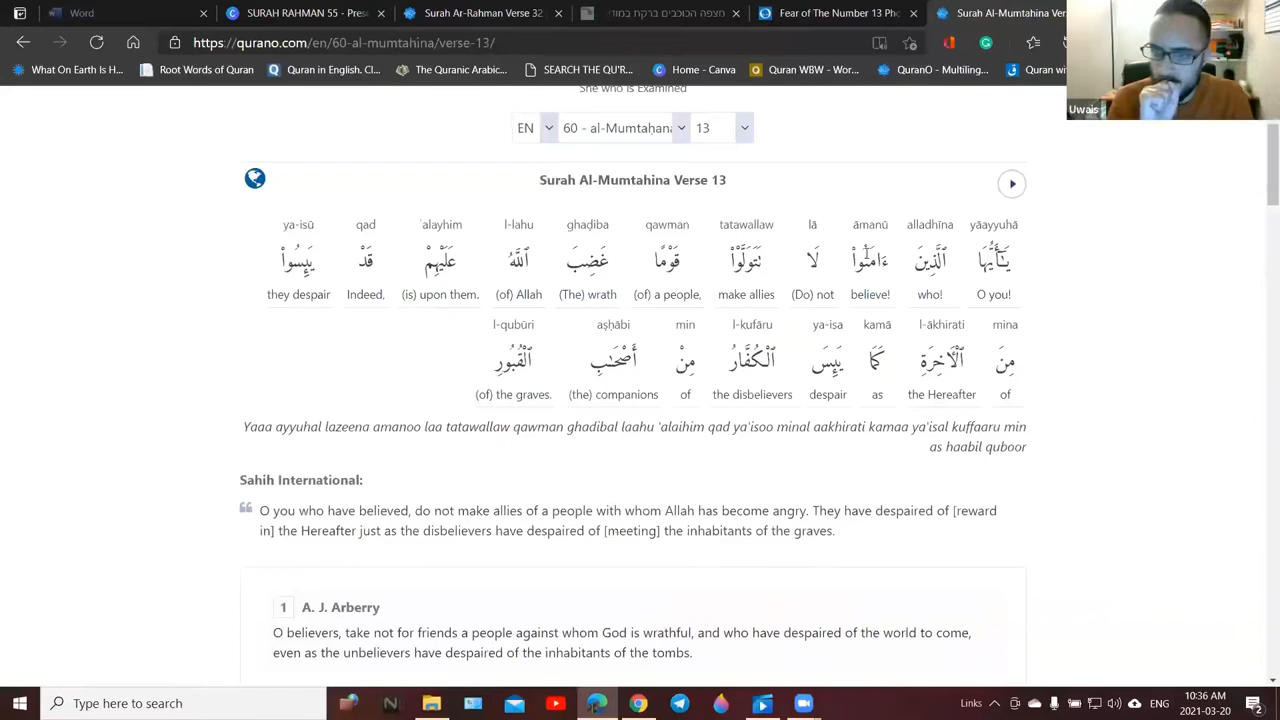 Word
SURAH RAHMAN 55 - Arpes
Surah Ar-Rahman Verse 32
מצפה הכוכבים ברקת במודי
Fear of The Number 13 Pho
Surah Al-Mumtahina Verse
https://qurano.com/en/60-al-mumtahina/verse-13/
What On Earth Is H...
Root Words of Quran
Quran in English. Cl...
The Quranic Arabic...
SEARCH THE QU'R...
Home - Canva
Quran WBW - Wor...
QuranO - Multiling...
Quran wi
Uwais
She who is Examined
EN 60 - al-Mumtaḥana 13
Surah Al-Mumtahina Verse 13
ya-isū qad ʿalayhim l-lahu ghaḍiba qawman tatawallaw lā āmanū alladhīna yāayyuhā
يَـٰٓأَيُّهَا ٱلَّذِينَ ءَامَنُوا۟ لَا تَتَوَلَّوْا۟ قَوْمًا غَضِبَ ٱللَّهُ عَلَيْهِمْ قَدْ يَئِسُوا۟
they despair Indeed, (is) upon them. (of) Allah (The) wrath (of) a people, make allies (Do) not believe! who! O you!
l-qubūri aṣḥābi min l-kufāru ya-isa kamā l-ākhirati mina
مِنَ ٱلْـَٔاخِرَةِ كَمَا يَئِسَ ٱلْكُفَّارُ مِنْ أَصْحَـٰبِ ٱلْقُبُورِ
(of) the graves. (the) companions of the disbelievers despair as the Hereafter of
Yaaa ayyuhal lazeena amanoo laa tatawallaw qawman ghadibal laahu 'alaihim qad ya'isoo minal aakhirati kamaa ya'isal kuffaaru min
as haabil quboor
Sahih International:
O you who have believed, do not make allies of a people with whom Allah has become angry. They have despaired of [reward
in] the Hereafter just as the disbelievers have despaired of [meeting] the inhabitants of the graves.
1 A. J. Arberry
O believers, take not for friends a people against whom God is wrathful, and who have despaired of the world to come,
even as the unbelievers have despaired of the inhabitants of the tombs.
Type here to search
Links
ENG
10:36 AM
2021-03-20
2